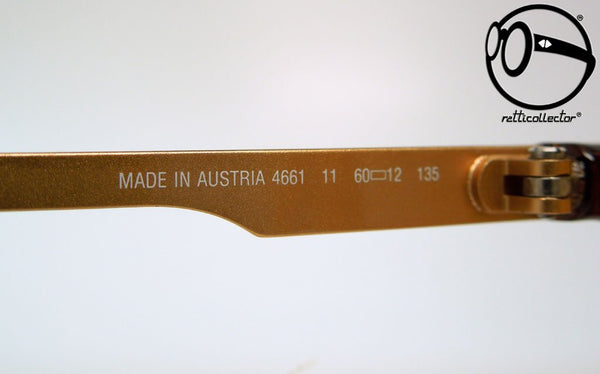 retticollector®
MADE IN AUSTRIA 4661 11 60▭12 135